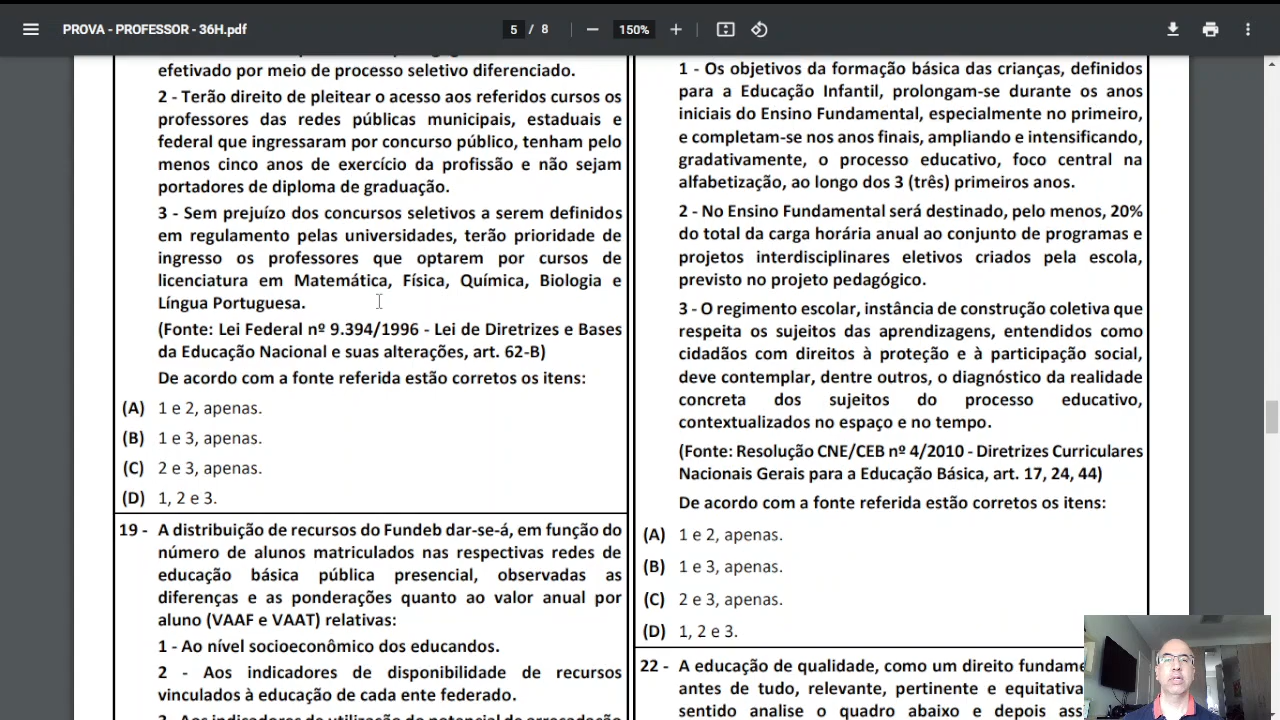 PROVA - PROFESSOR - 36H.pdf
5 / 8
150%
efetivado por meio de processo seletivo diferenciado.
2 - Terão direito de pleitear o acesso aos referidos cursos os
professores das redes públicas municipais, estaduais e
federal que ingressaram por concurso público, tenham pelo
menos cinco anos de exercício da profissão e não sejam
portadores de diploma de graduação.
3 - Sem prejuízo dos concursos seletivos a serem definidos
em regulamento pelas universidades, terão prioridade de
ingresso os professores que optarem por cursos de
licenciatura em Matemática, Física, Química, Biologia e
Língua Portuguesa.
(Fonte: Lei Federal nº 9.394/1996 - Lei de Diretrizes e Bases
da Educação Nacional e suas alterações, art. 62-B)
De acordo com a fonte referida estão corretos os itens:
(A) 1 e 2, apenas.
(B) 1 e 3, apenas.
(C) 2 e 3, apenas.
(D) 1, 2 e 3.
19 - A distribuição de recursos do Fundeb dar-se-á, em função do
número de alunos matriculados nas respectivas redes de
educação básica pública presencial, observadas as
diferenças e as ponderações quanto ao valor anual por
aluno (VAAF e VAAT) relativas:
1 - Ao nível socioeconômico dos educandos.
2 - Aos indicadores de disponibilidade de recursos
vinculados à educação de cada ente federado.
3 - Aos indicadores de utilização do potencial de arrecadação
1 - Os objetivos da formação básica das crianças, definidos
para a Educação Infantil, prolongam-se durante os anos
iniciais do Ensino Fundamental, especialmente no primeiro,
e completam-se nos anos finais, ampliando e intensificando,
gradativamente, o processo educativo, foco central na
alfabetização, ao longo dos 3 (três) primeiros anos.
2 - No Ensino Fundamental será destinado, pelo menos, 20%
do total da carga horária anual ao conjunto de programas e
projetos interdisciplinares eletivos criados pela escola,
previsto no projeto pedagógico.
3 - O regimento escolar, instância de construção coletiva que
respeita os sujeitos das aprendizagens, entendidos como
cidadãos com direitos à proteção e à participação social,
deve contemplar, dentre outros, o diagnóstico da realidade
concreta dos sujeitos do processo educativo,
contextualizados no espaço e no tempo.
(Fonte: Resolução CNE/CEB nº 4/2010 - Diretrizes Curriculares
Nacionais Gerais para a Educação Básica, art. 17, 24, 44)
De acordo com a fonte referida estão corretos os itens:
(A) 1 e 2, apenas.
(B) 1 e 3, apenas.
(C) 2 e 3, apenas.
(D) 1, 2 e 3.
22 - A educação de qualidade, como um direito fundame
antes de tudo, relevante, pertinente e equitativa
sentido analise o quadro abaixo e depois ass